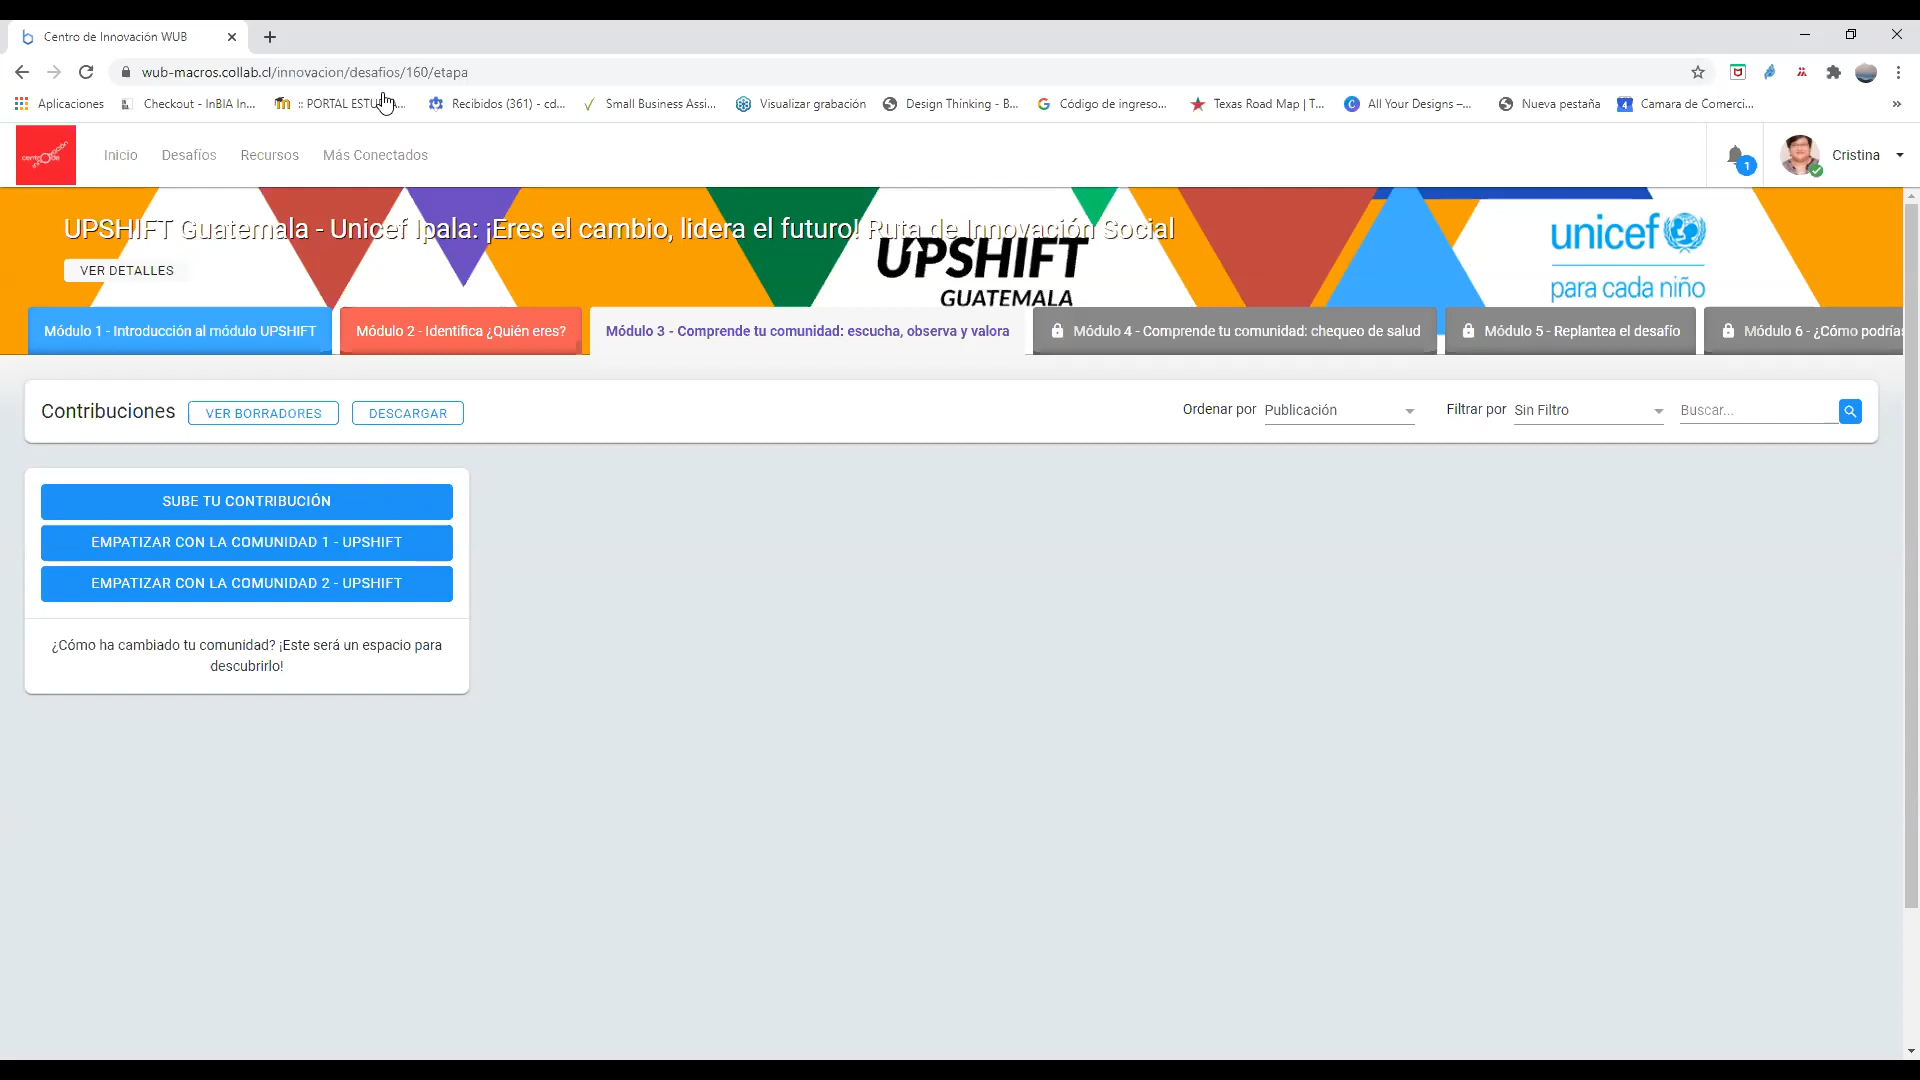 Centro de Innovación WUB
wub-macros.collab.cl/innovacion/desafios/160/etapa
Aplicaciones
Checkout - InBIA In...
:: PORTAL ESTU
Recibidos (361) - cd...
Small Business Assi...
Visualizar grabación
Design Thinking - B...
Código de ingreso...
Texas Road Map | T...
All Your Designs –...
Nueva pestaña
Camara de Comerci...
Inicio
Desafíos
Recursos
Más Conectados
1
Cristina
UPSHIFT Guatemala - Unicef Ipala: ¡Eres el cambio, lidera el futuro! Ruta de Innovación Social
VER DETALLES
UPSHIFT
GUATEMALA
unicef
para cada niño
Módulo 1 - Introducción al módulo UPSHIFT
Módulo 2 - Identifica ¿Quién eres?
Módulo 3 - Comprende tu comunidad: escucha, observa y valora
Módulo 4 - Comprende tu comunidad: chequeo de salud
Módulo 5 - Replantea el desafío
Módulo 6 - ¿Cómo podrías
Contribuciones
VER BORRADORES
DESCARGAR
Ordenar por
Publicación
Filtrar por
Sin Filtro
Buscar...
SUBE TU CONTRIBUCIÓN
EMPATIZAR CON LA COMUNIDAD 1 - UPSHIFT
EMPATIZAR CON LA COMUNIDAD 2 - UPSHIFT
¿Cómo ha cambiado tu comunidad? ¡Este será un espacio para
descubrirlo!